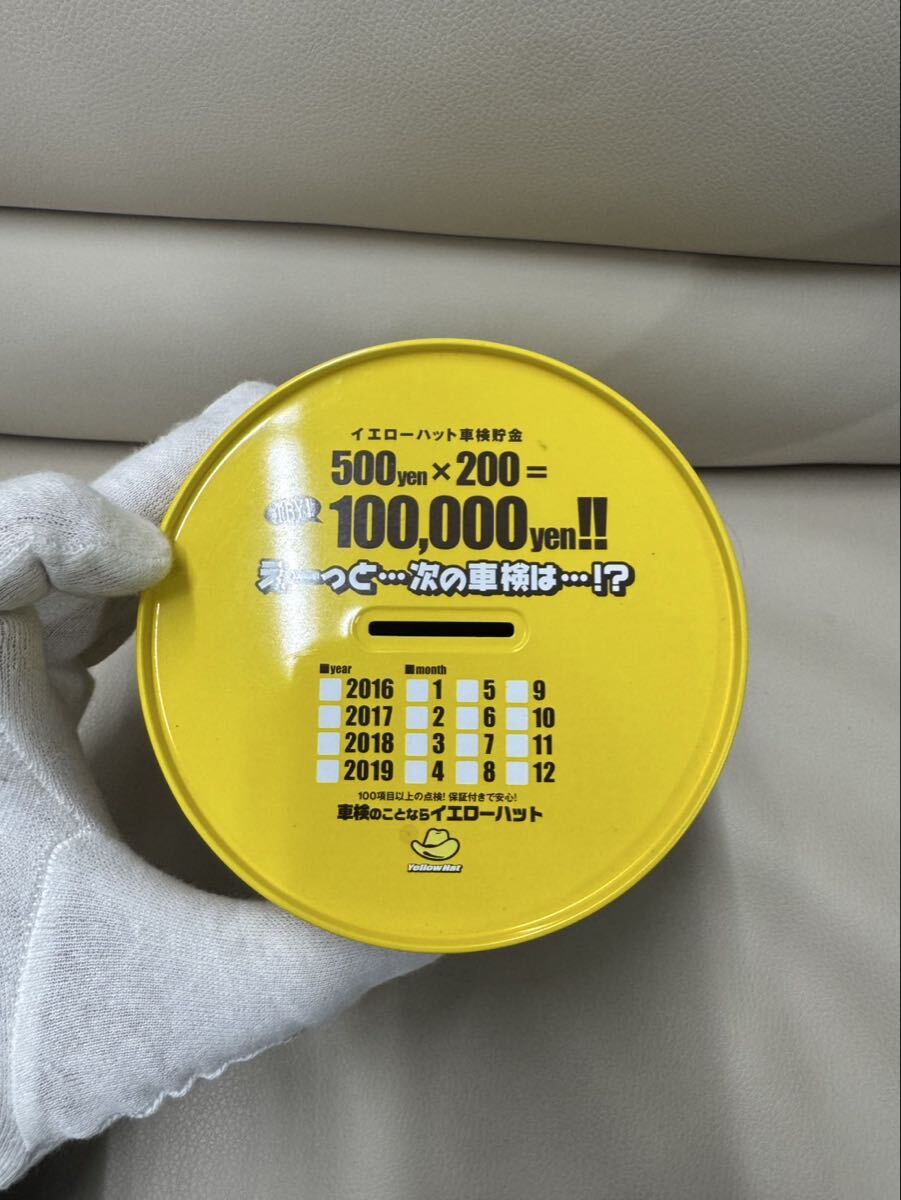 イエローハット車検貯金
500yen×200=
TRY! 100,000yen!!
えーっと…次の車検は…!?
■year ■month
2016 1 5 9
2017 2 6 10
2018 3 7 11
2019 4 8 12
100項目以上の点検! 保証付きで安心!
車検のことならイエローハット
YellowHat